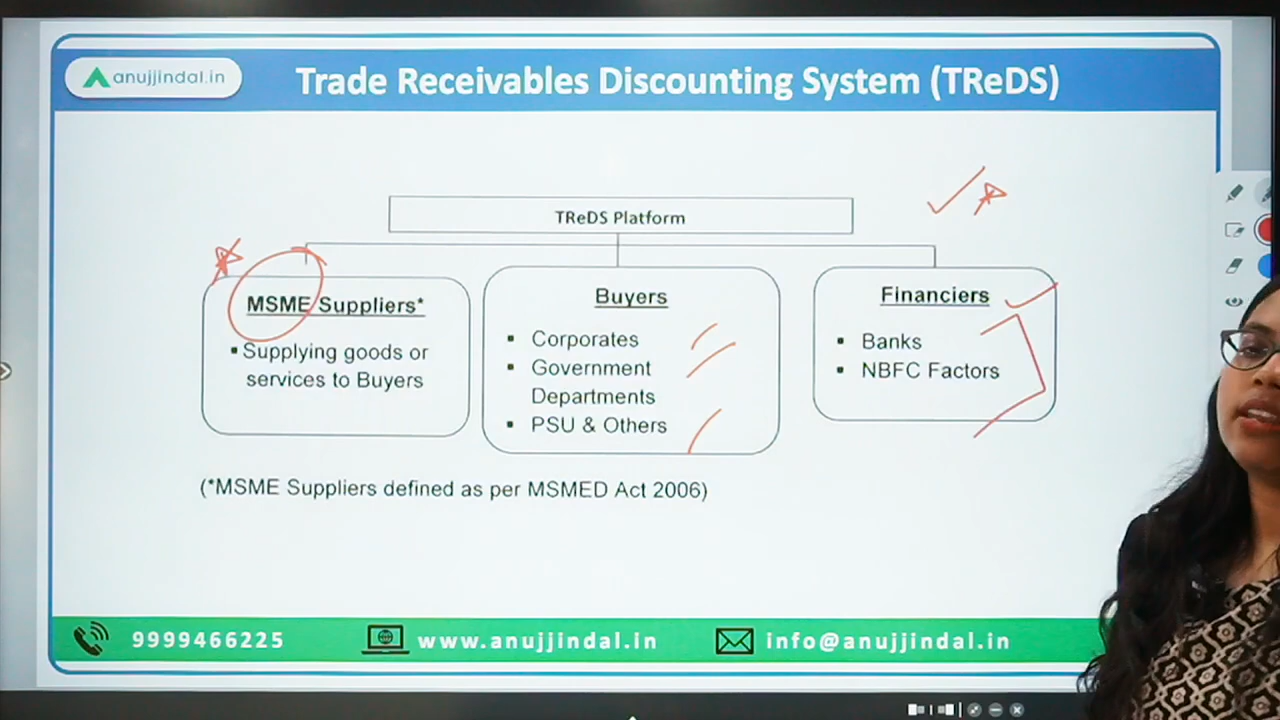 anujjindal.in
Trade Receivables Discounting System (TReDS)
TReDS Platform
MSME Suppliers*
▪ Supplying goods or
services to Buyers
Buyers
▪ Corporates
▪ Government
Departments
▪ PSU & Others
Financiers
▪ Banks
▪ NBFC Factors
(*MSME Suppliers defined as per MSMED Act 2006)
9999466225
www.anujjindal.in
info@anujjindal.in